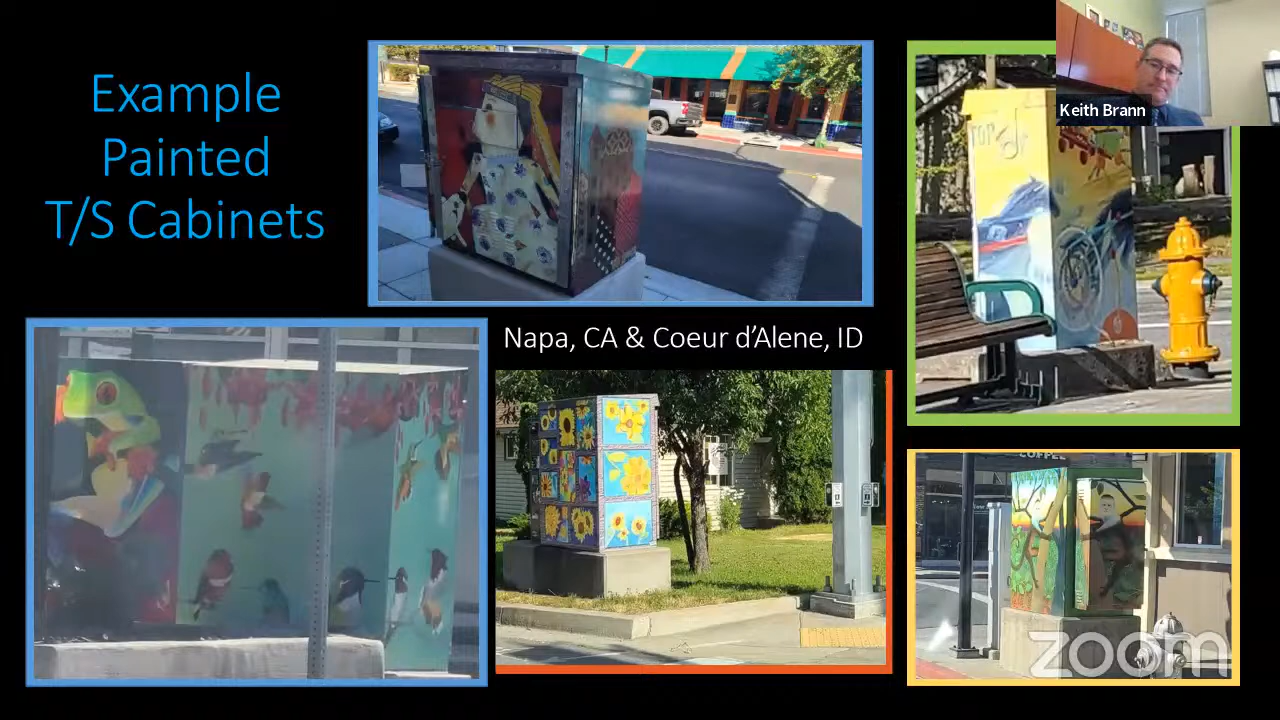 Example
Painted
T/S Cabinets
Keith Brann
Napa, CA & Coeur d'Alene, ID
COFFEE
zoom